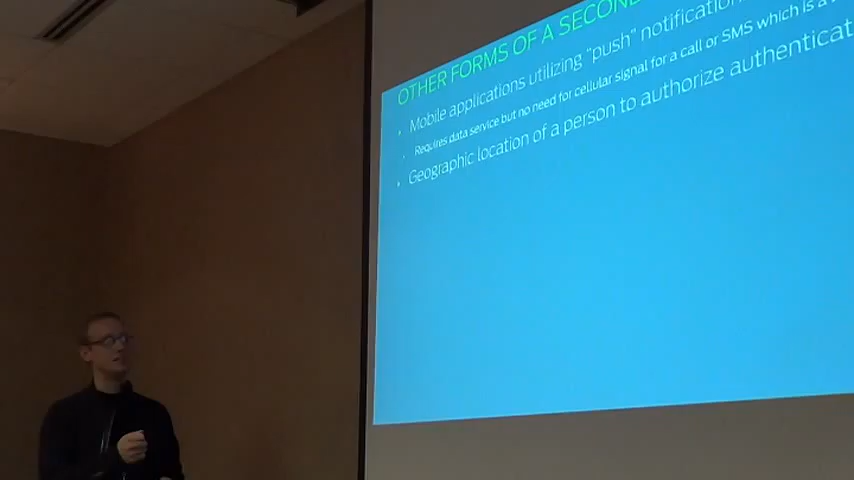 OTHER FORMS OF A SECOND
Mobile applications utilizing "push" notification
Requires data service but no need for cellular signal for a call or SMS which is a
Geographic location of a person to authorize authenticat